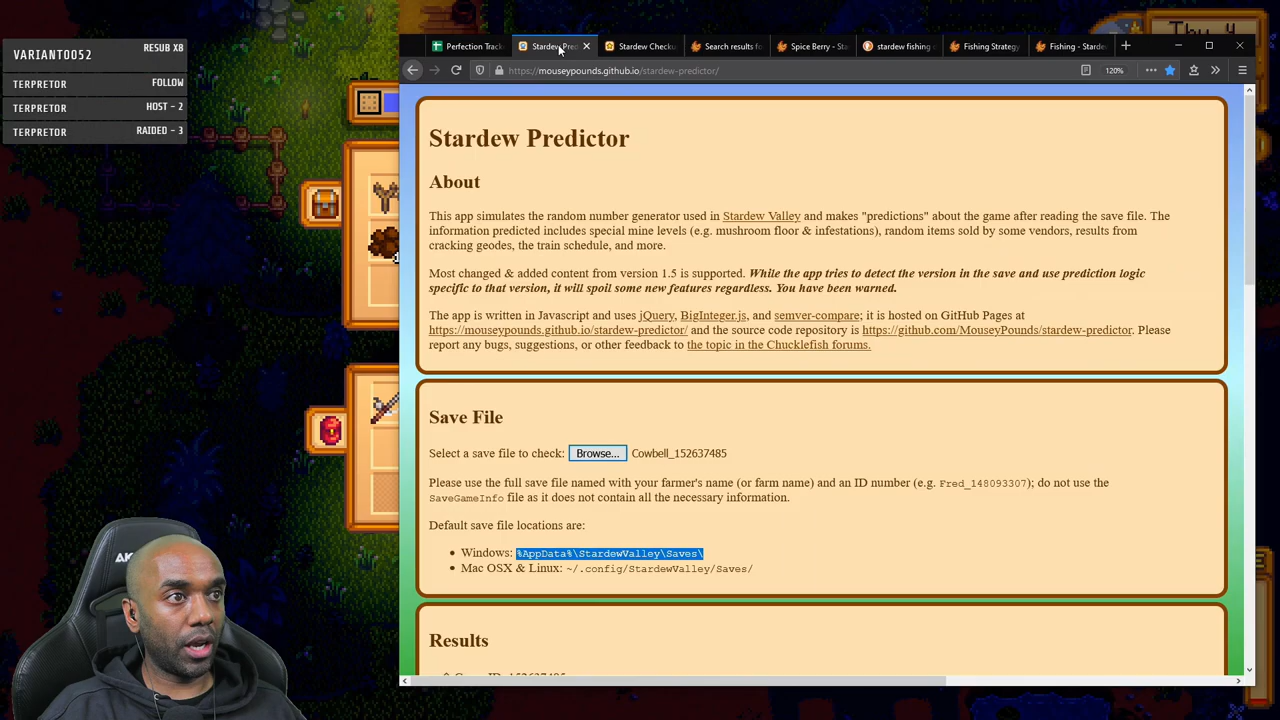 VARIANT0052 RESUB X8
TERPRETOR FOLLOW
TERPRETOR HOST - 2
TERPRETOR RAIDED - 3
Perfection Track
Stardew Pred
Stardew Checku
Search results fo
Spice Berry - Sta
stardew fishing
Fishing Strategy
Fishing - Stardew
https://mouseypounds.github.io/stardew-predictor/
120%
Stardew Predictor
About
This app simulates the random number generator used in Stardew Valley and makes "predictions" about the game after reading the save file. The
information predicted includes special mine levels (e.g. mushroom floor & infestations), random items sold by some vendors, results from
cracking geodes, the train schedule, and more.
Most changed & added content from version 1.5 is supported. While the app tries to detect the version in the save and use prediction logic
specific to that version, it will spoil some new features regardless. You have been warned.
The app is written in Javascript and uses jQuery, BigInteger.js, and semver-compare; it is hosted on GitHub Pages at
https://mouseypounds.github.io/stardew-predictor/ and the source code repository is https://github.com/MouseyPounds/stardew-predictor. Please
report any bugs, suggestions, or other feedback to the topic in the Chucklefish forums.
Save File
Select a save file to check: Browse... Cowbell_152637485
Please use the full save file named with your farmer's name (or farm name) and an ID number (e.g. Fred_148093307); do not use the
SaveGameInfo file as it does not contain all the necessary information.
Default save file locations are:
• Windows: %AppData%\StardewValley\Saves\
• Mac OSX & Linux: ~/.config/StardewValley/Saves/
Results